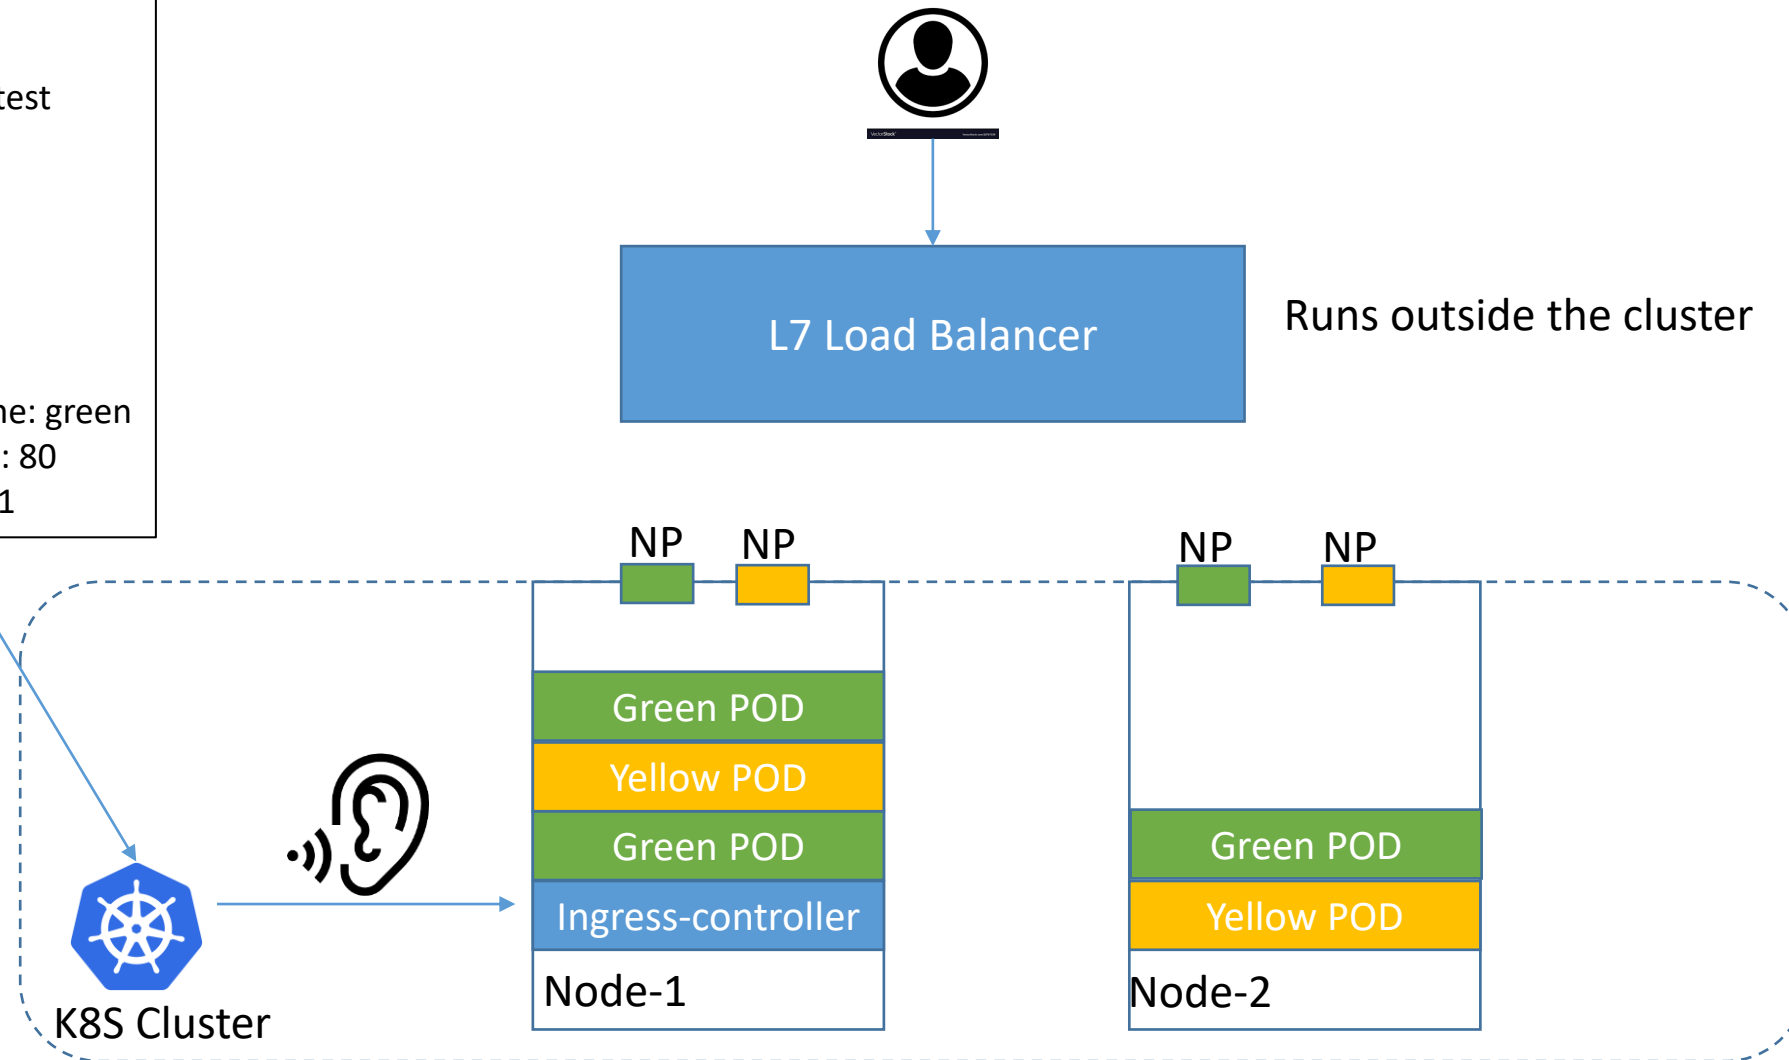 test
ne: green
: 80
1
VectorStock
L7 Load Balancer
Runs outside the cluster
NP
NP
NP
NP
Green POD
Yellow POD
Green POD
Ingress-controller
Node-1
Green POD
Yellow POD
Node-2
K8S Cluster